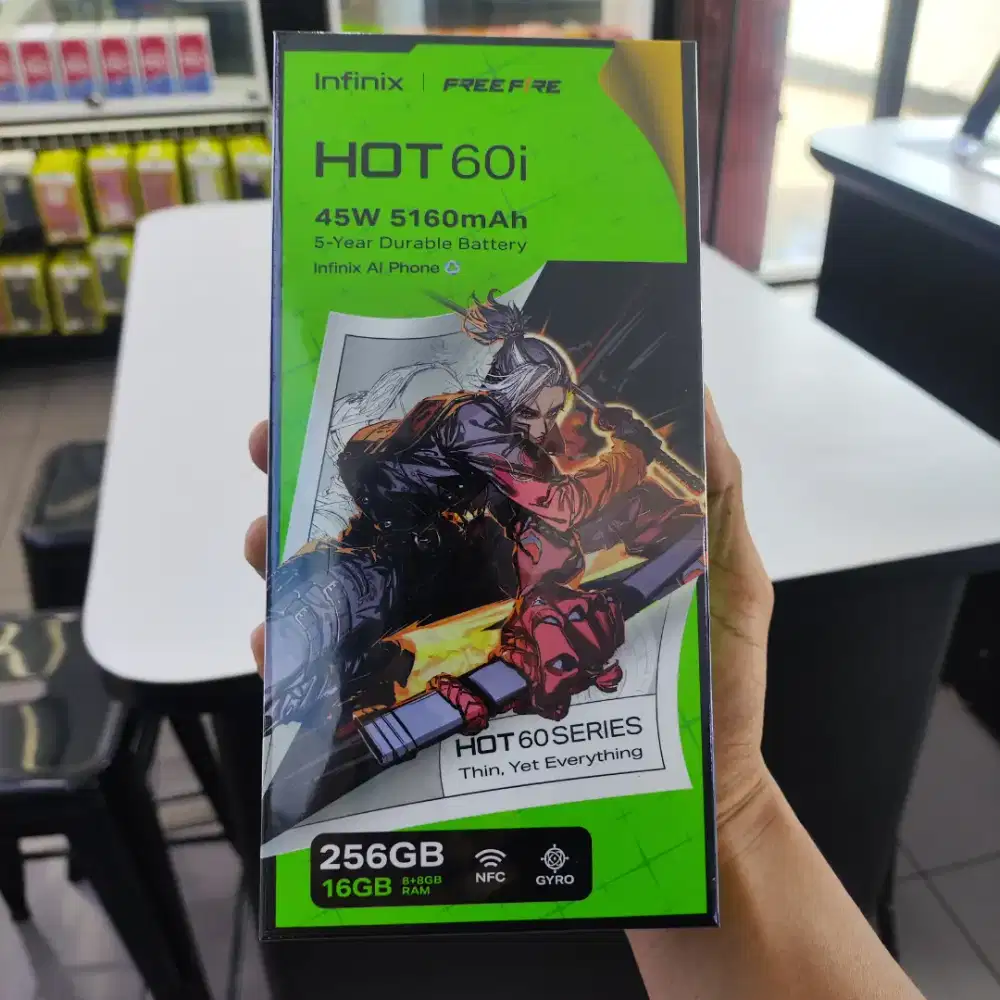 Infinix | FREE FIRE
HOT 60i
45W 5160mAh
5-Year Durable Battery
Infinix AI Phone
HOT 60 SERIES
Thin, Yet Everything
256GB
16GB 8+8GB RAM
NFC
GYRO